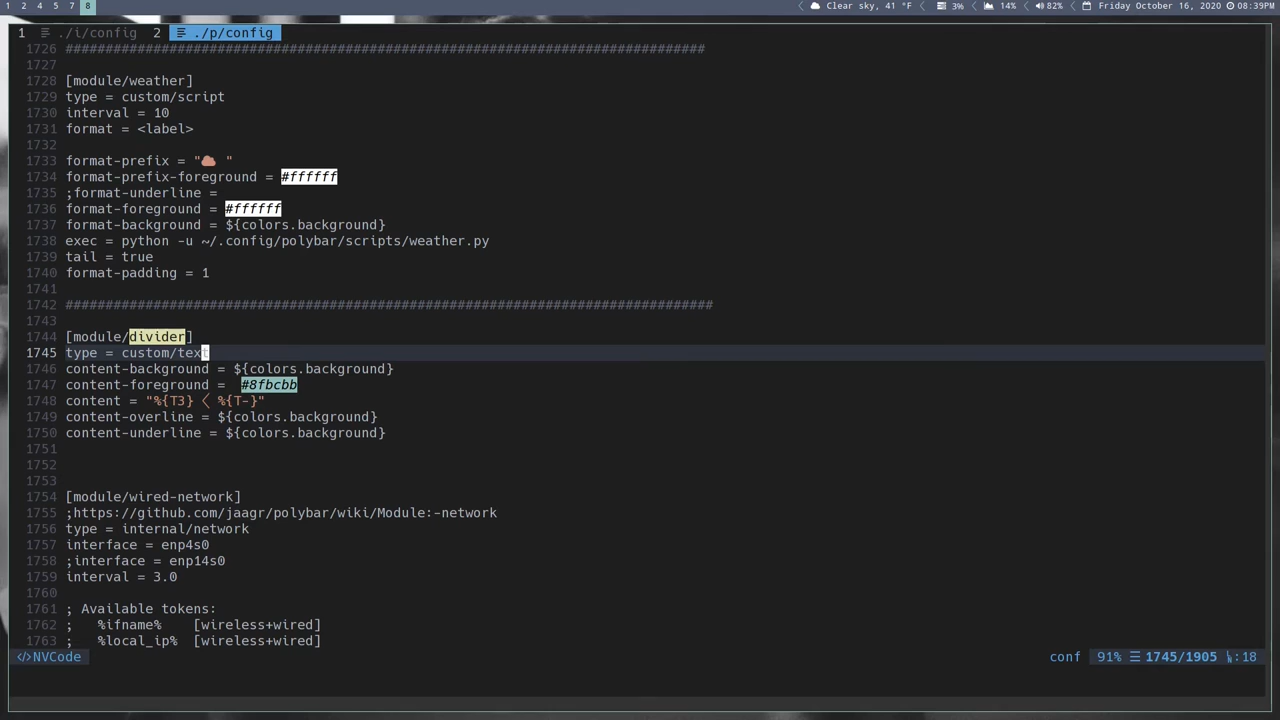 1 2 4 5 7 8 Clear sky, 41 °F 3% 14% 82% Friday October 16, 2020 08:39PM
1 ./i/config 2 ./p/config
1726 ################################################################################
1727
1728 [module/weather]
1729 type = custom/script
1730 interval = 10
1731 format = <label>
1732
1733 format-prefix = " "
1734 format-prefix-foreground = #ffffff
1735 ;format-underline =
1736 format-foreground = #ffffff
1737 format-background = ${colors.background}
1738 exec = python -u ~/.config/polybar/scripts/weather.py
1739 tail = true
1740 format-padding = 1
1741
1742 #################################################################################
1743
1744 [module/divider]
1745 type = custom/text
1746 content-background = ${colors.background}
1747 content-foreground =  #8fbcbb
1748 content = "%{T3} 〈 %{T-}"
1749 content-overline = ${colors.background}
1750 content-underline = ${colors.background}
1751
1752
1753
1754 [module/wired-network]
1755 ;https://github.com/jaagr/polybar/wiki/Module:-network
1756 type = internal/network
1757 interface = enp4s0
1758 ;interface = enp14s0
1759 interval = 3.0
1760
1761 ; Available tokens:
1762 ;   %ifname%    [wireless+wired]
1763 ;   %local_ip%  [wireless+wired]
</>NVCode conf 91% ☰ 1745/1905 :18